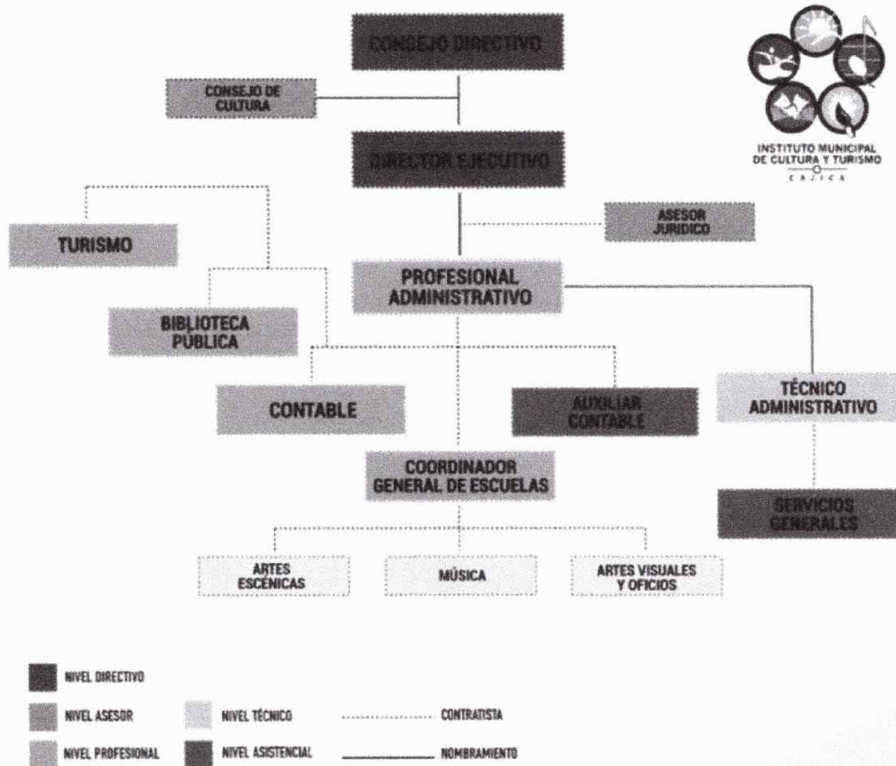 CONSEJO DIRECTIVO
CONSEJO DE
CULTURA
INSTITUTO MUNICIPAL
DE CULTURA Y TURISMO
CAJICA
DIRECTOR EJECUTIVO
ASESOR
JURIDICO
TURISMO
PROFESIONAL
ADMINISTRATIVO
BIBLIOTECA
PÚBLICA
CONTABLE
AUXILIAR
CONTABLE
TÉCNICO
ADMINISTRATIVO
COORDINADOR
GENERAL DE ESCUELAS
SERVICIOS
GENERALES
ARTES
ESCÉNICAS
MÚSICA
ARTES VISUALES
Y OFICIOS
NIVEL DIRECTIVO
NIVEL ASESOR
NIVEL TÉCNICO
CONTRATISTA
NIVEL PROFESIONAL
NIVEL ASISTENCIAL
NOMBRAMIENTO